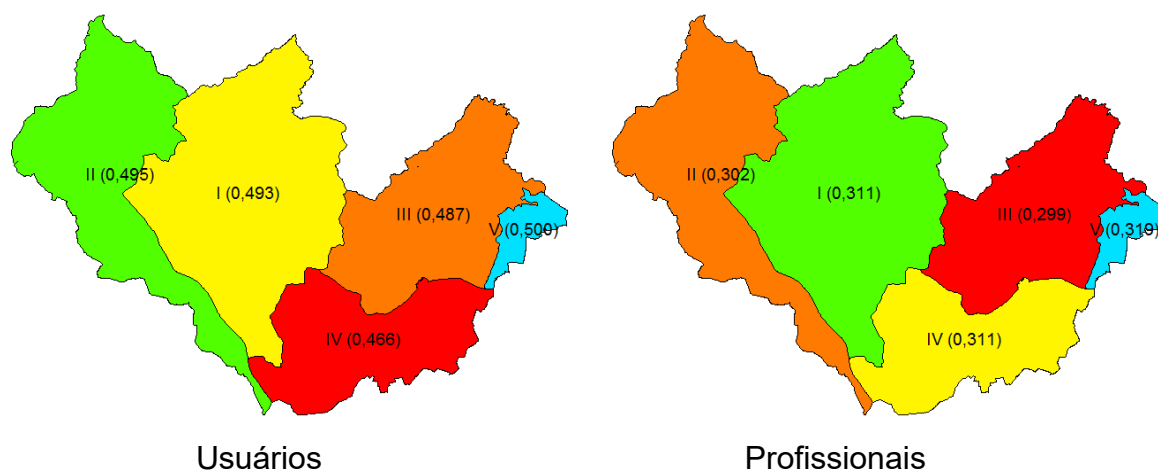 II (0,495)
I (0,493)
III (0,487)
V (0,500)
IV (0,466)
Usuários
II (0,302)
I (0,311)
III (0,299)
V (0,319)
IV (0,311)
Profissionais